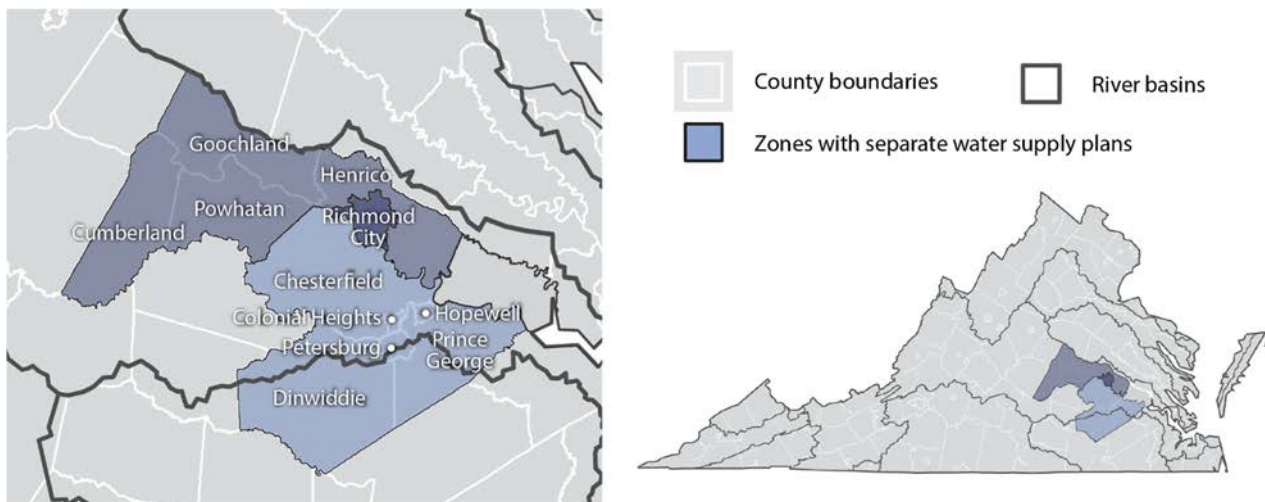 Goochland
Henrico
Powhatan
Richmond
City
Cumberland
Chesterfield
Colonial Heights
Hopewell
Petersburg
Prince
George
Dinwiddie
County boundaries
River basins
Zones with separate water supply plans